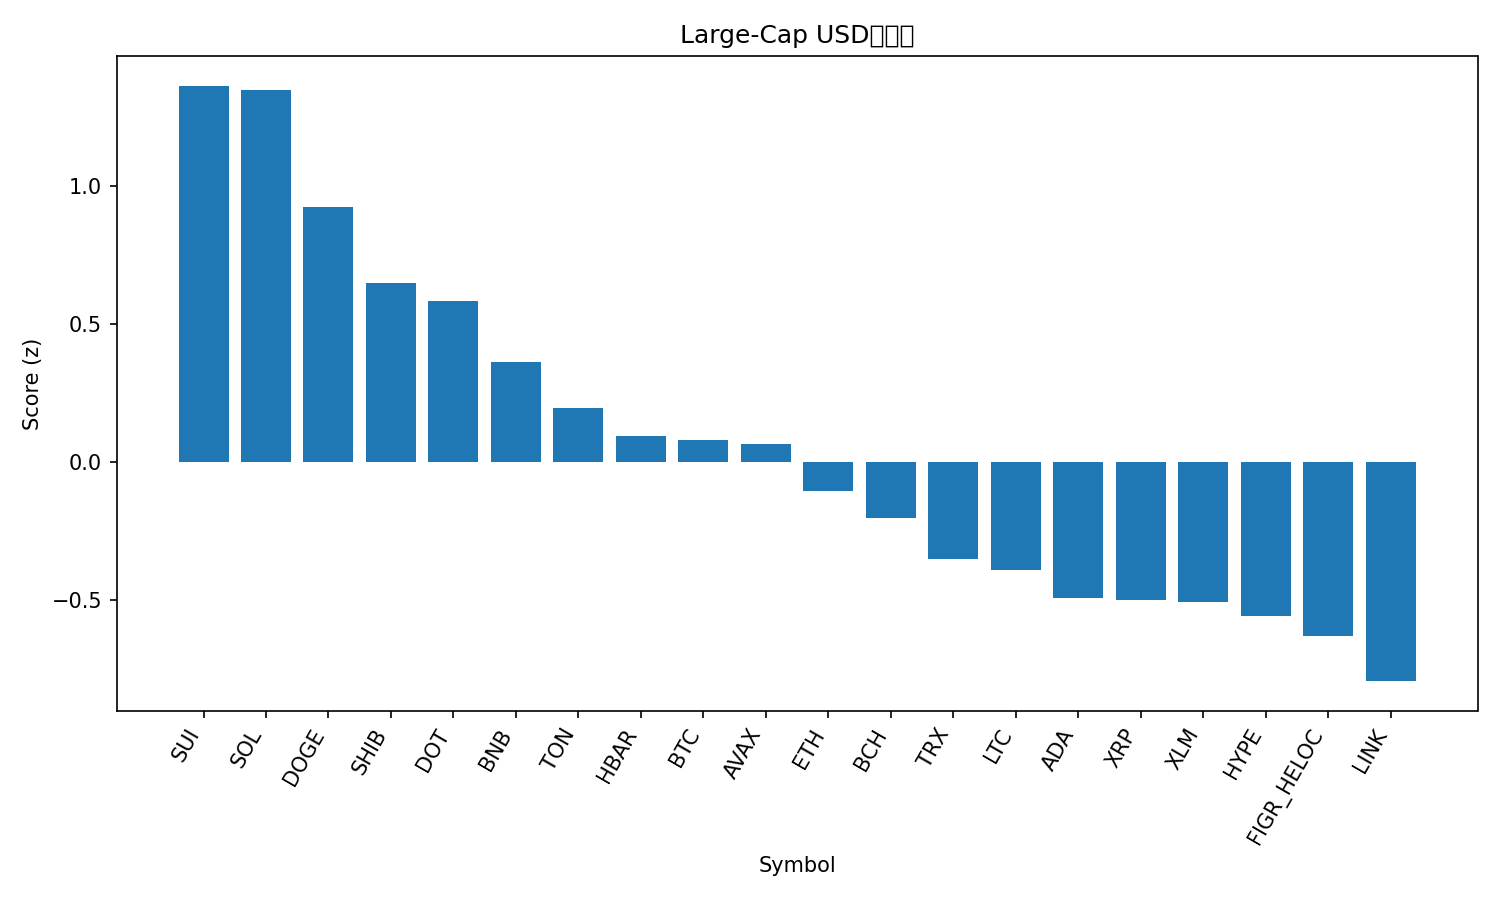 Large-Cap USD
Score (z)
1.0
0.5
0.0
−0.5
SUI
SOL
DOGE
SHIB
DOT
BNB
TON
HBAR
BTC
AVAX
ETH
BCH
TRX
LTC
ADA
XRP
XLM
HYPE
FIGR_HELOC
LINK
Symbol